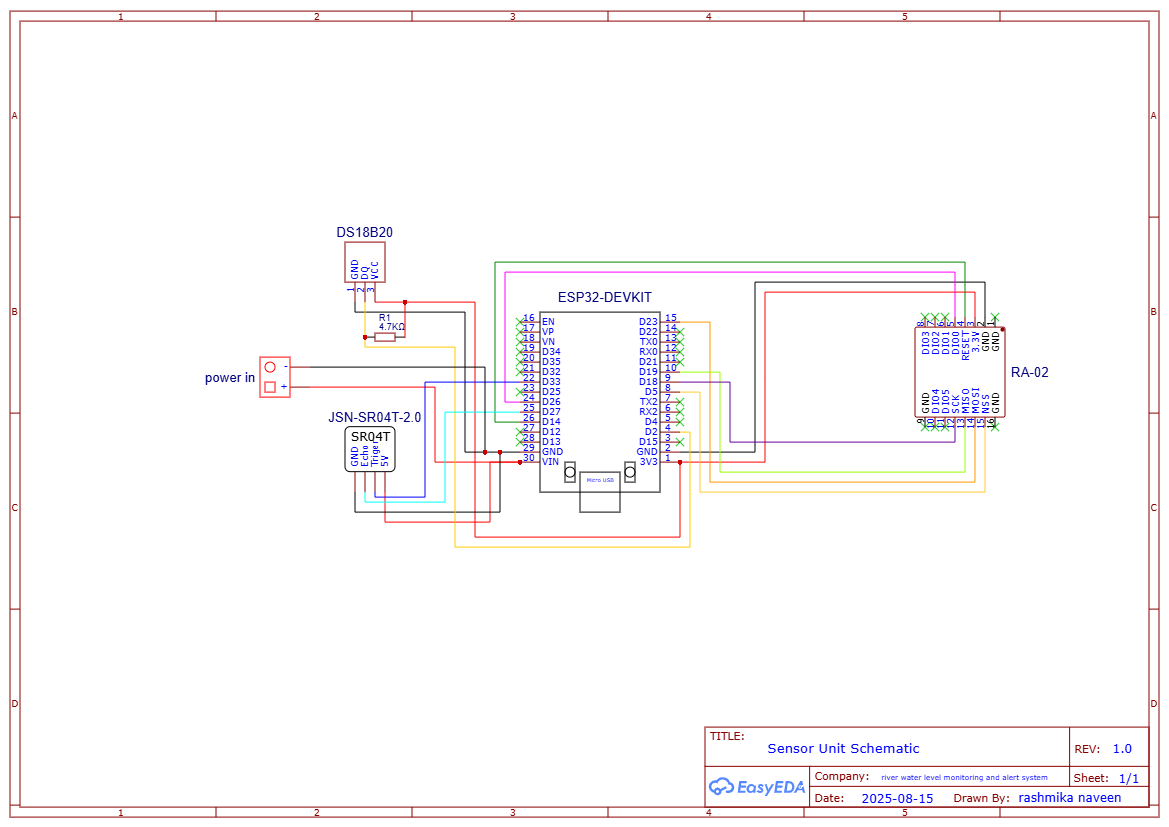 1 2 3 4 5
A A
B B
C C
D D
DS18B20
GND DQ VCC
1 2 3
R1
4.7KΩ
power in
-
+
JSN-SR04T-2.0
SR04T
GND Echo Triger 5V
ESP32-DEVKIT
16 EN D23 15
17 VP D22 14
18 VN TX0 13
19 D34 RX0 12
20 D35 D21 11
21 D32 D19 10
22 D33 D18 9
23 D25 D5 8
24 D26 TX2 7
25 D27 RX2 6
26 D14 D4 5
27 D12 D2 4
28 D13 D15 3
29 GND GND 2
30 VIN 3V3 1
Micro USB
8 7 6 5 4 3 2 1
DIO3 DIO2 DIO1 DIO0 RESET 3.3V GND GND
RA-02
GND DIO4 DIO5 SCK MISO MOSI NSS GND
9 10 11 12 13 14 15 16
TITLE:
Sensor Unit Schematic
REV: 1.0
EasyEDA
Company: river water level monitoring and alert system
Sheet: 1/1
Date: 2025-08-15 Drawn By: rashmika naveen
1 2 3 4 5